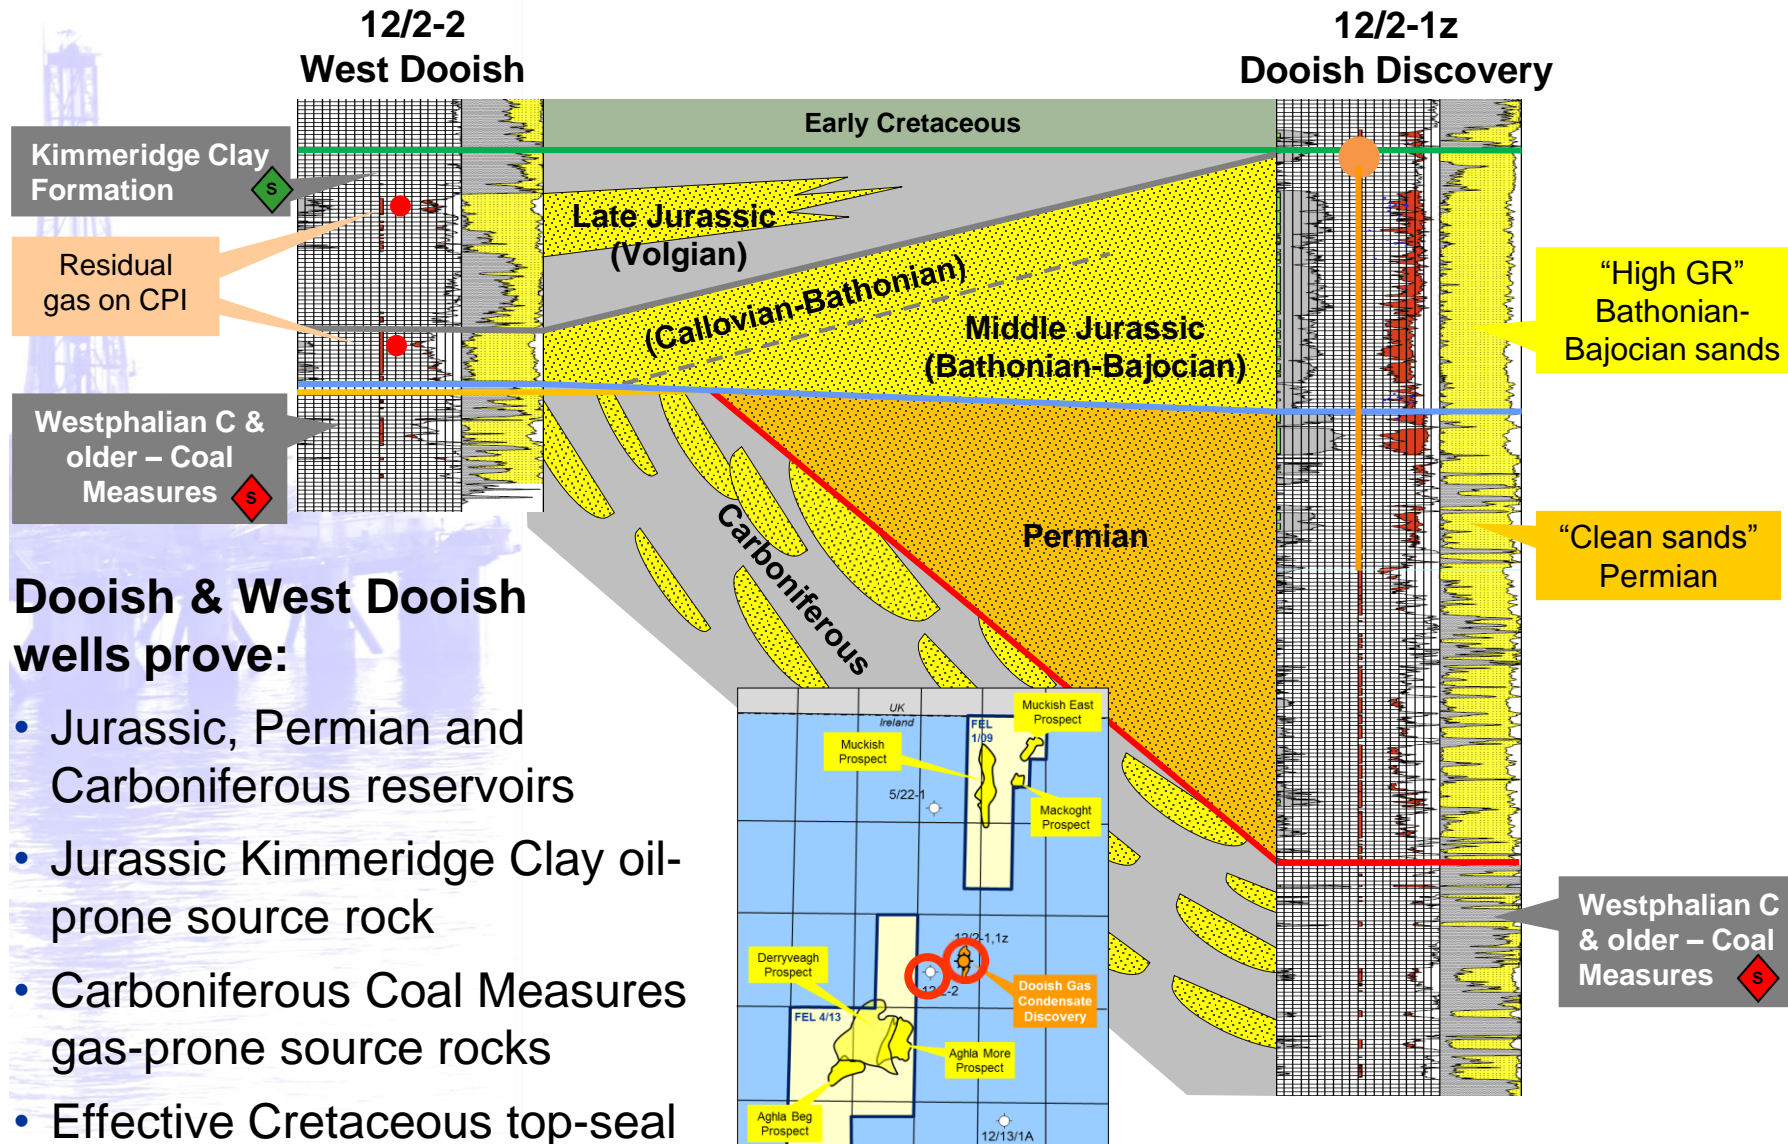 12/2-2
West Dooish
12/2-1z
Dooish Discovery
Early Cretaceous
Kimmeridge Clay
Formation
S
Residual
gas on CPI
Westphalian C &
older – Coal
Measures
S
Late Jurassic
(Volgian)
(Callovian-Bathonian)
Middle Jurassic
(Bathonian-Bajocian)
Carboniferous
Permian
“High GR”
Bathonian-
Bajocian sands
“Clean sands”
Permian
Westphalian C
& older – Coal
Measures
S
Dooish & West Dooish
wells prove:
• Jurassic, Permian and
Carboniferous reservoirs
• Jurassic Kimmeridge Clay oil-
prone source rock
• Carboniferous Coal Measures
gas-prone source rocks
• Effective Cretaceous top-seal
UK
Ireland
FEL
1/09
Muckish East
Prospect
Muckish
Prospect
5/22-1
Mackoght
Prospect
12/2-1,1z
12/2-2
Derryveagh
Prospect
Dooish Gas
Condensate
Discovery
FEL 4/13
Aghla More
Prospect
Aghla Beg
Prospect
12/13/1A